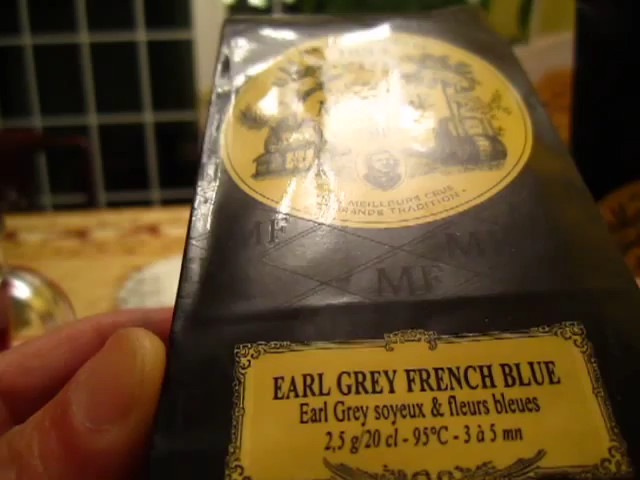 MEILLEURS CRUS
GRANDE TRADITION
MF
MF
EARL GREY FRENCH BLUE
Earl Grey soyeux & fleurs bleues
2,5 g/20 cl - 95°C - 3 à 5 mn